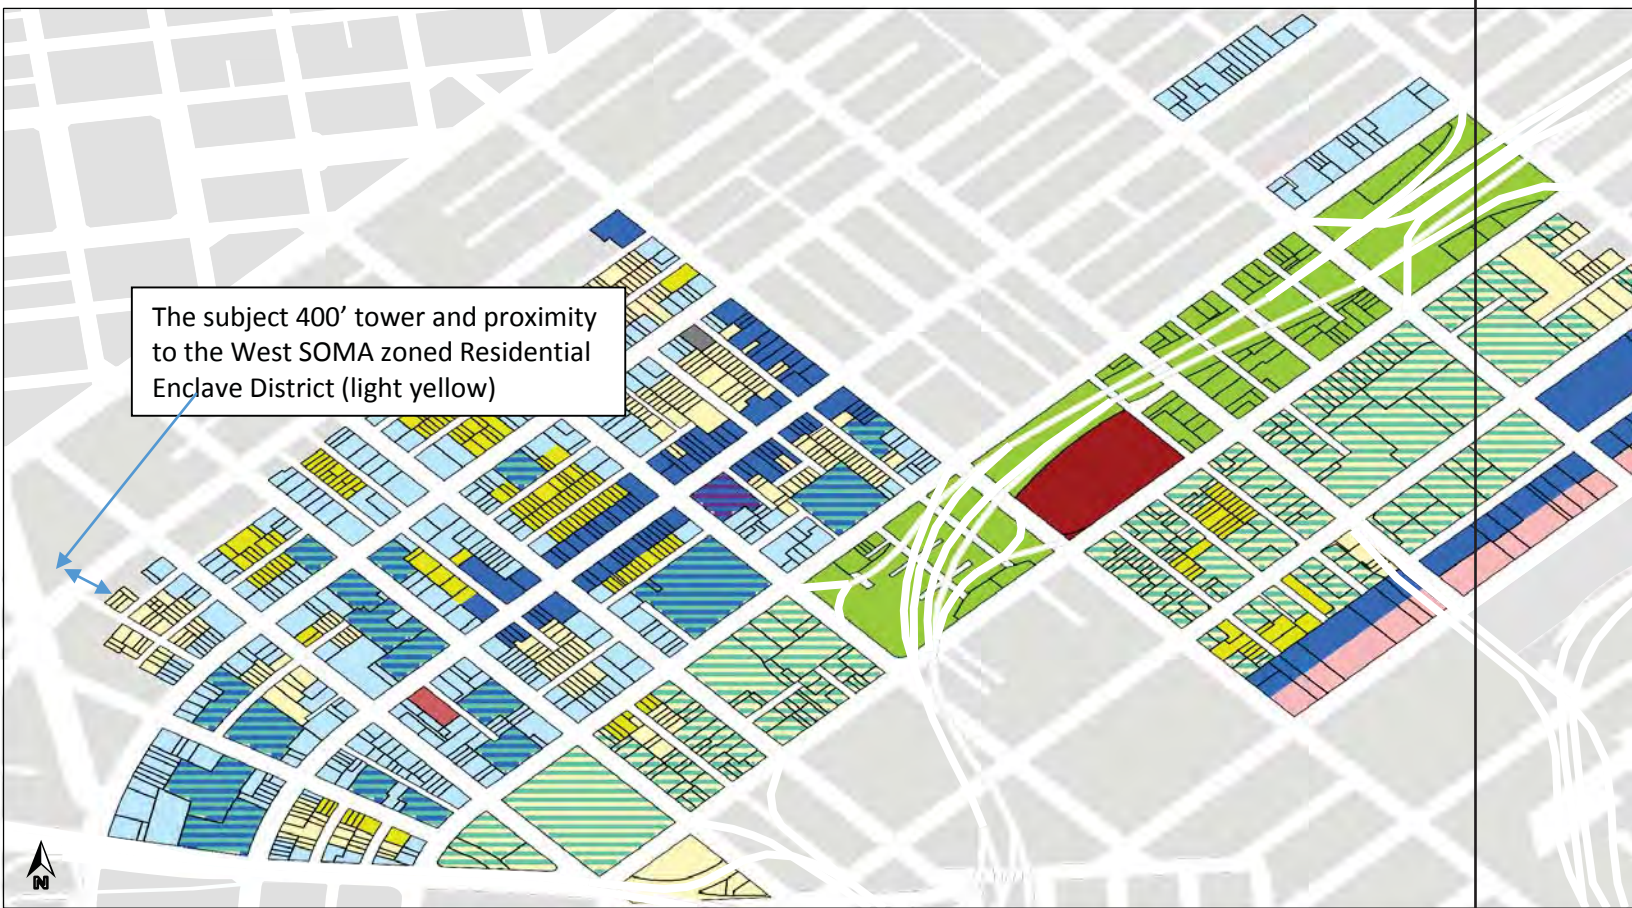 The subject 400’ tower and proximity
to the West SOMA zoned Residential
Enclave District (light yellow)
N